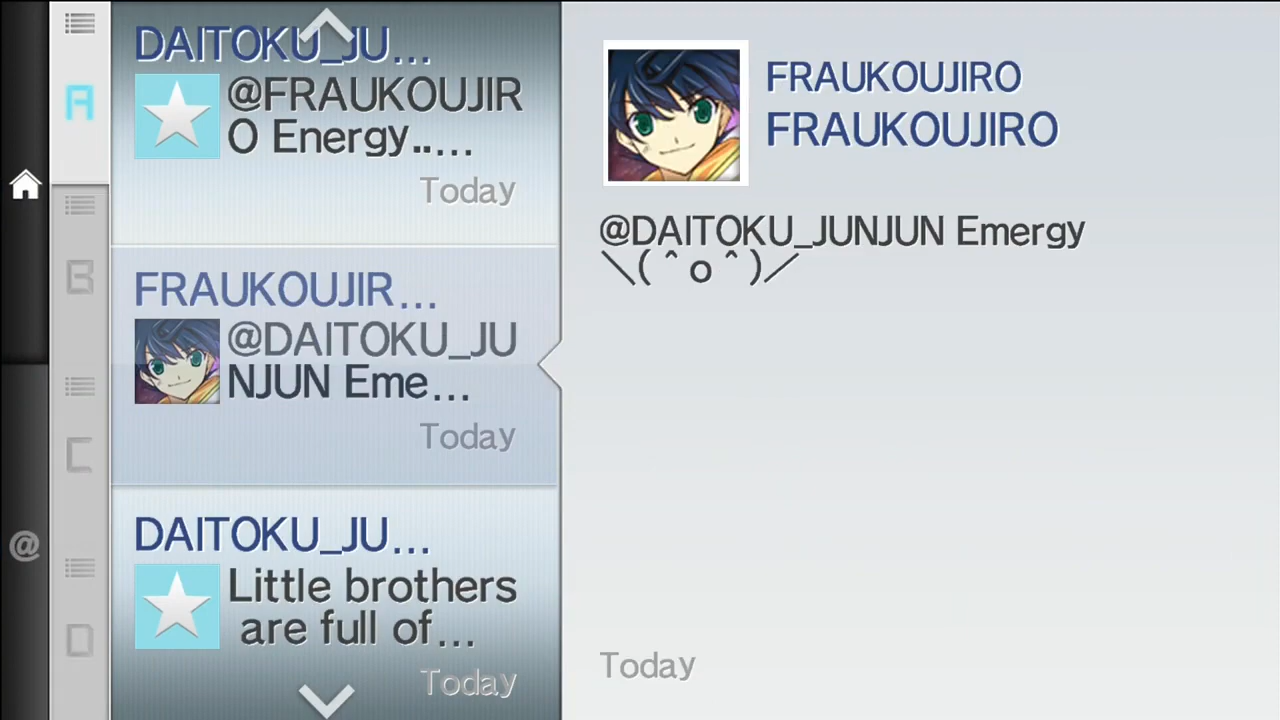 A
B
C
D
@
DAITOKU_JU...
@FRAUKOUJIR
O Energy.....
Today
FRAUKOUJIR...
@DAITOKU_JU
NJUN Eme...
Today
DAITOKU_JU...
Little brothers
are full of...
Today
FRAUKOUJIRO
FRAUKOUJIRO
@DAITOKU_JUNJUN Emergy
＼(＾o＾)／
Today